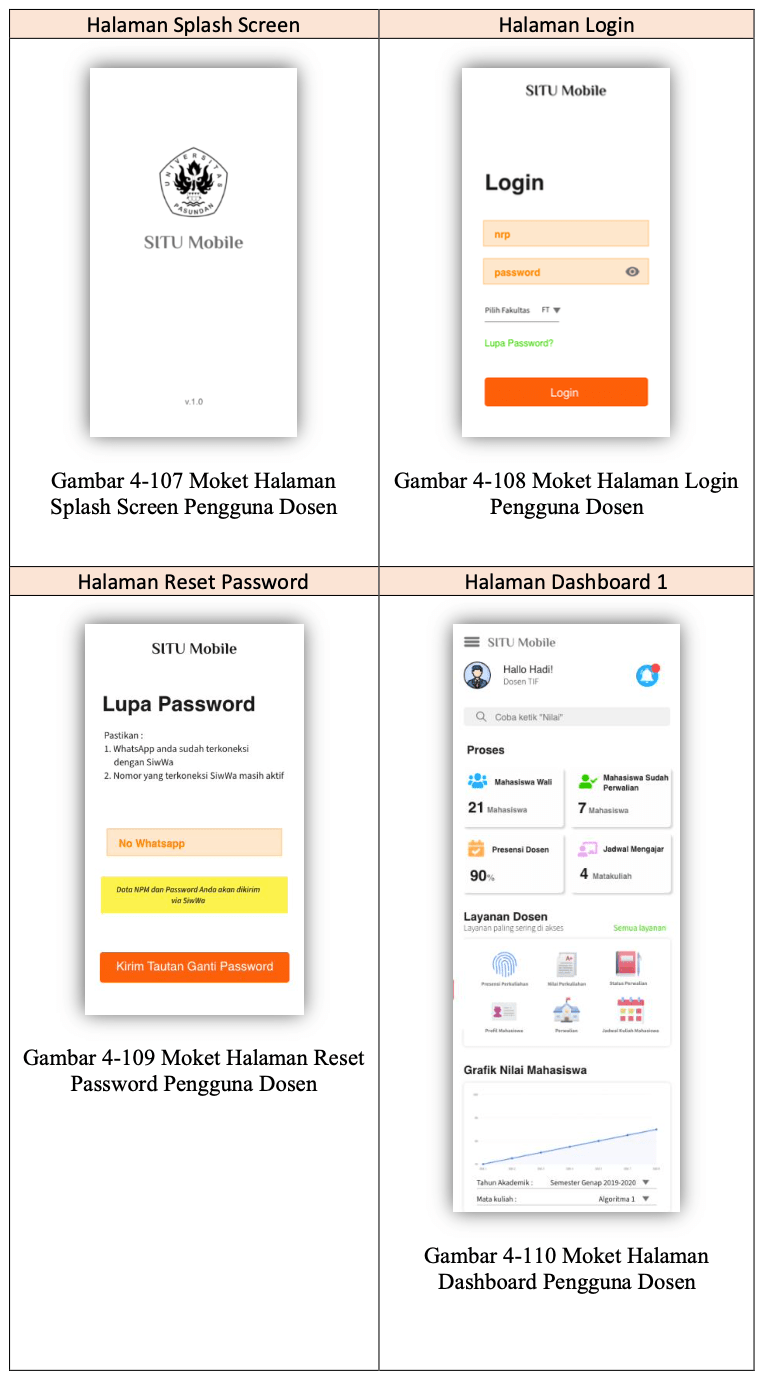 Halaman Splash Screen
Halaman Login
UNIVERSITAS
PASUNDAN
SITU Mobile
v.1.0
Gambar 4-107 Moket Halaman
Splash Screen Pengguna Dosen
SITU Mobile
Login
nrp
password
Pilih Fakultas FT
Lupa Password?
Login
Gambar 4-108 Moket Halaman Login
Pengguna Dosen
Halaman Reset Password
Halaman Dashboard 1
SITU Mobile
Lupa Password
Pastikan :
1. WhatsApp anda sudah terkoneksi
dengan SiwWa
2. Nomor yang terkoneksi SiwWa masih aktif
No Whatsapp
Data NPM dan Password Anda akan dikirim
via SiwWa
Kirim Tautan Ganti Password
Gambar 4-109 Moket Halaman Reset
Password Pengguna Dosen
SITU Mobile
Hallo Hadi!
Dosen TIF
Coba ketik "Nilai"
Proses
Mahasiswa Wali
21 Mahasiswa
Mahasiswa Sudah
Perwalian
7 Mahasiswa
Presensi Dosen
90%
Jadwal Mengajar
4 Matakuliah
Layanan Dosen
Layanan paling sering di akses
Semua layanan
Presensi Perkuliahan
Nilai Perkuliahan
Status Perwalian
Profil Mahasiswa
Perwalian
Jadwal Kuliah Mahasiswa
A+
Grafik Nilai Mahasiswa
Tahun Akademik : Semester Genap 2019-2020
Mata kuliah : Algoritma 1
Gambar 4-110 Moket Halaman
Dashboard Pengguna Dosen